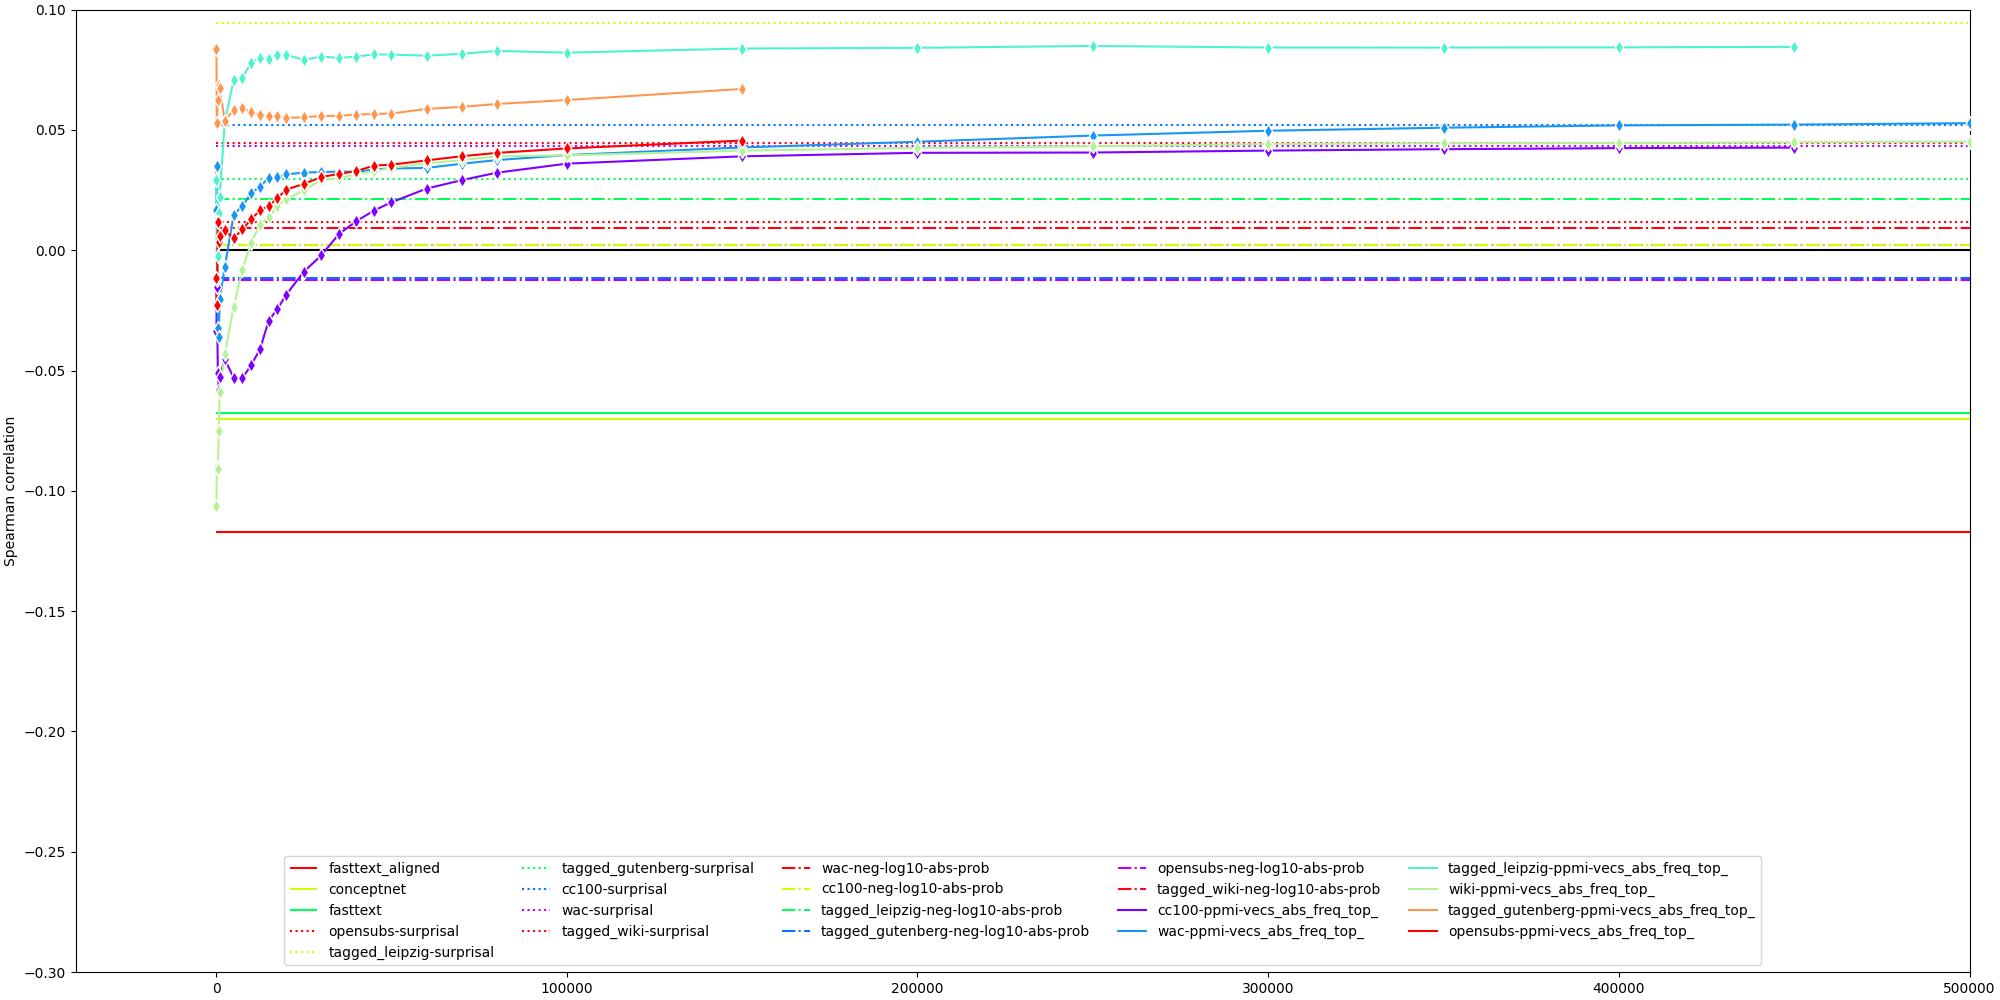 0.10
0.05
0.00
−0.05
−0.10
−0.15
−0.20
−0.25
−0.30
Spearman correlation
fasttext_aligned
conceptnet
fasttext
opensubs-surprisal
tagged_leipzig-surprisal
tagged_gutenberg-surprisal
cc100-surprisal
wac-surprisal
tagged_wiki-surprisal
wac-neg-log10-abs-prob
cc100-neg-log10-abs-prob
tagged_leipzig-neg-log10-abs-prob
tagged_gutenberg-neg-log10-abs-prob
opensubs-neg-log10-abs-prob
tagged_wiki-neg-log10-abs-prob
cc100-ppmi-vecs_abs_freq_top_
wac-ppmi-vecs_abs_freq_top_
tagged_leipzig-ppmi-vecs_abs_freq_top_
wiki-ppmi-vecs_abs_freq_top_
tagged_gutenberg-ppmi-vecs_abs_freq_top_
opensubs-ppmi-vecs_abs_freq_top_
0
100000
200000
300000
400000
500000